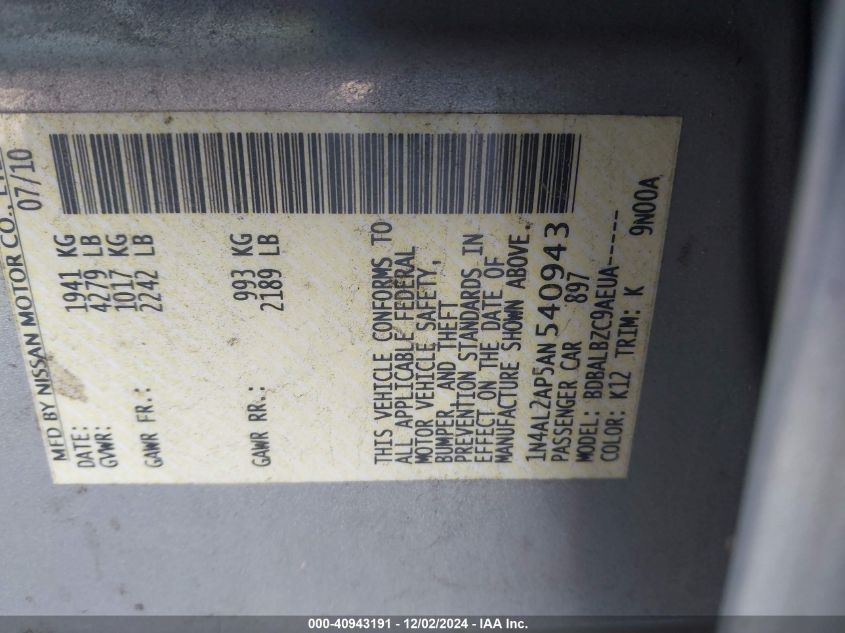 MFD BY NISSAN MOTOR CO.,
DATE: 07/10
GVWR: 1941 KG
4279 LB
GAWR FR.: 1017 KG
2242 LB
GAWR RR.: 993 KG
2189 LB
THIS VEHICLE CONFORMS TO
ALL APPLICABLE FEDERAL
MOTOR VEHICLE SAFETY,
BUMPER, AND THEFT
PREVENTION STANDARDS IN
EFFECT ON THE DATE OF
MANUFACTURE SHOWN ABOVE.
1N4AL2AP5AN540943
PASSENGER CAR 897
MODEL: BDBALBZC9AEUA-----
COLOR: K12 TRIM: K 9N00A
000-40943191 - 12/02/2024 - IAA Inc.